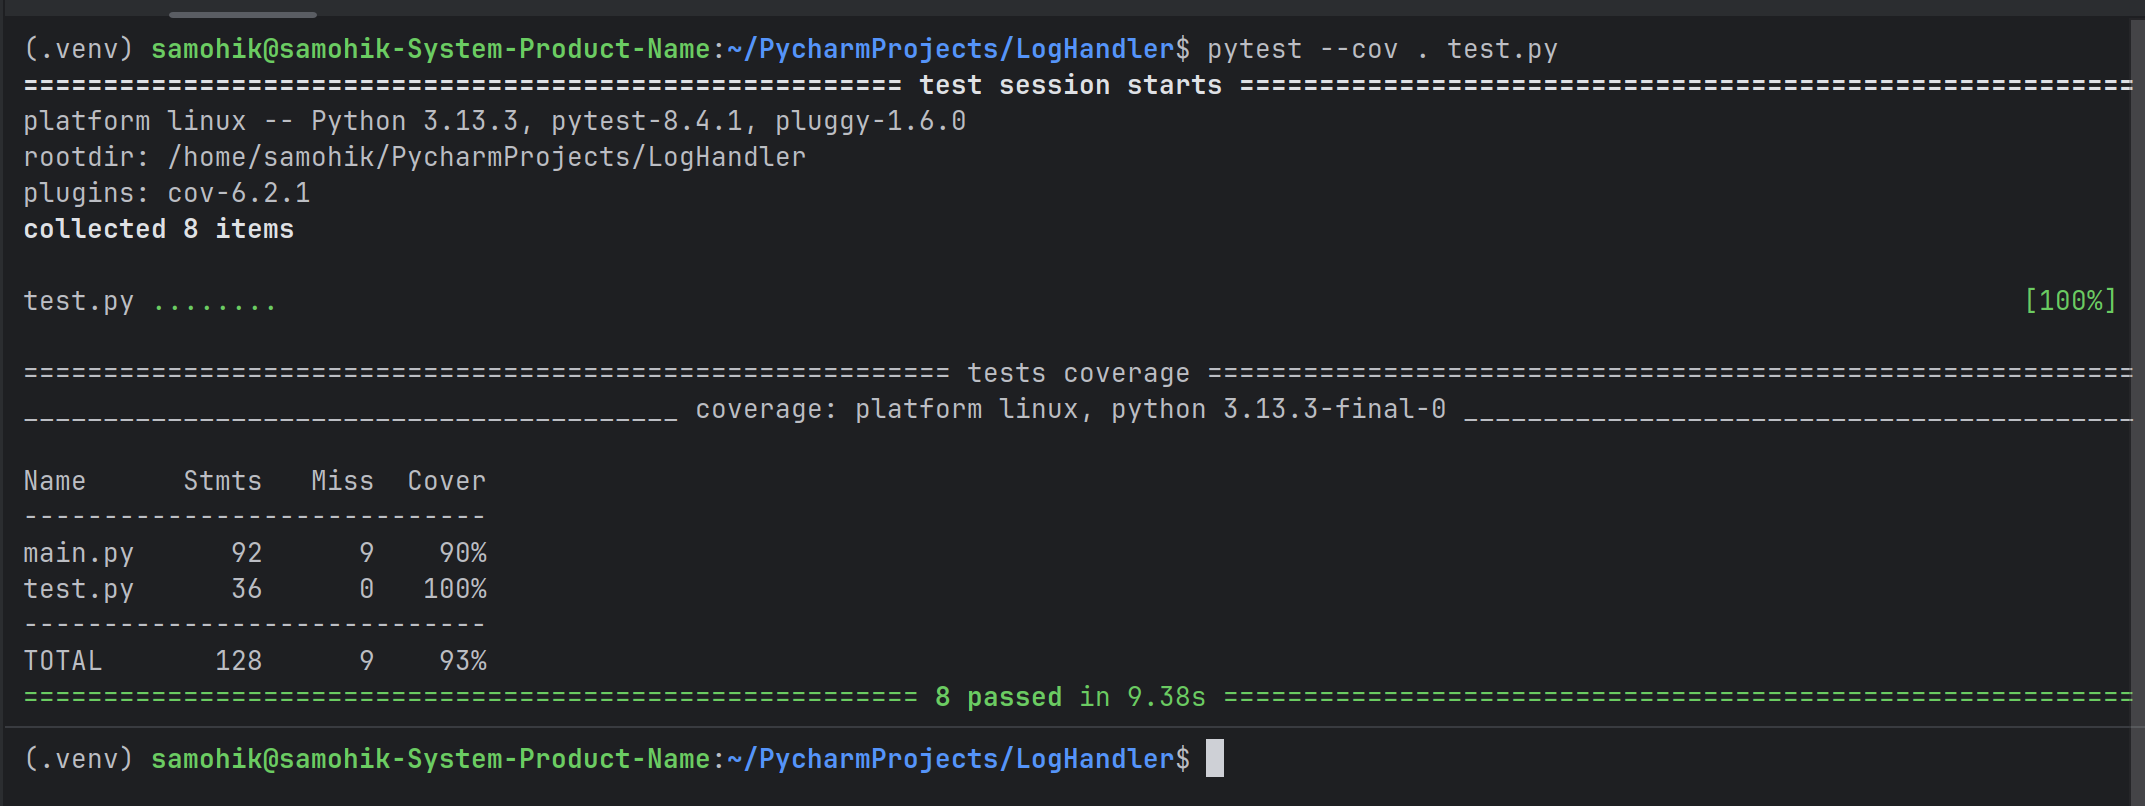 (.venv) samohik@samohik-System-Product-Name:~/PycharmProjects/LogHandler$ pytest --cov . test.py
======================================================= test session starts ========================================================
platform linux -- Python 3.13.3, pytest-8.4.1, pluggy-1.6.0
rootdir: /home/samohik/PycharmProjects/LogHandler
plugins: cov-6.2.1
collected 8 items
test.py ........ [100%]
========================================================== tests coverage ==========================================================
_________________________________________ coverage: platform linux, python 3.13.3-final-0 __________________________________________
Name      Stmts   Miss  Cover
-----------------------------
main.py      92      9    90%
test.py      36      0   100%
-----------------------------
TOTAL       128      9    93%
======================================================== 8 passed in 9.38s =========================================================
(.venv) samohik@samohik-System-Product-Name:~/PycharmProjects/LogHandler$